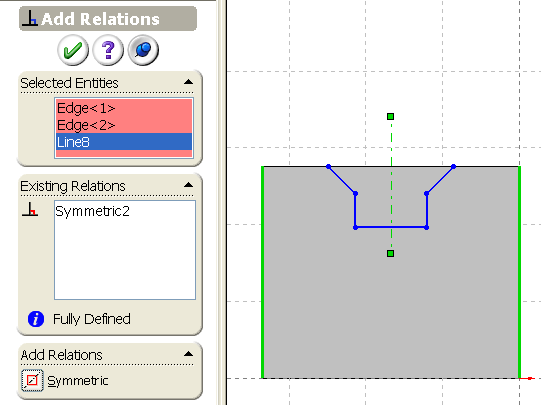 Add Relations
?
Selected Entities
Edge<1>
Edge<2>
Line8
Existing Relations
Symmetric2
i Fully Defined
Add Relations
Symmetric